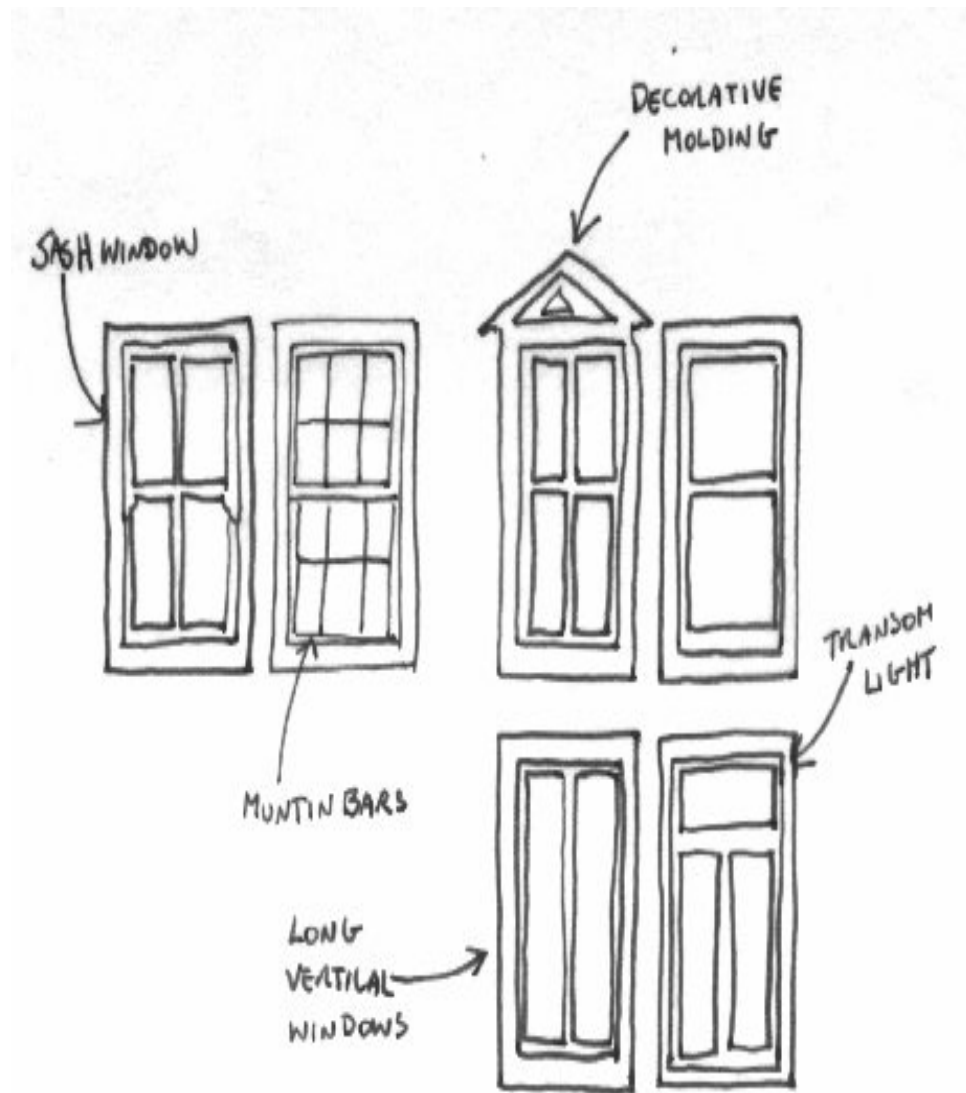 DECORATIVE
MOLDING
SASH WINDOW
TRANSOM
LIGHT
MUNTIN BARS
LONG
VERTICAL
WINDOWS